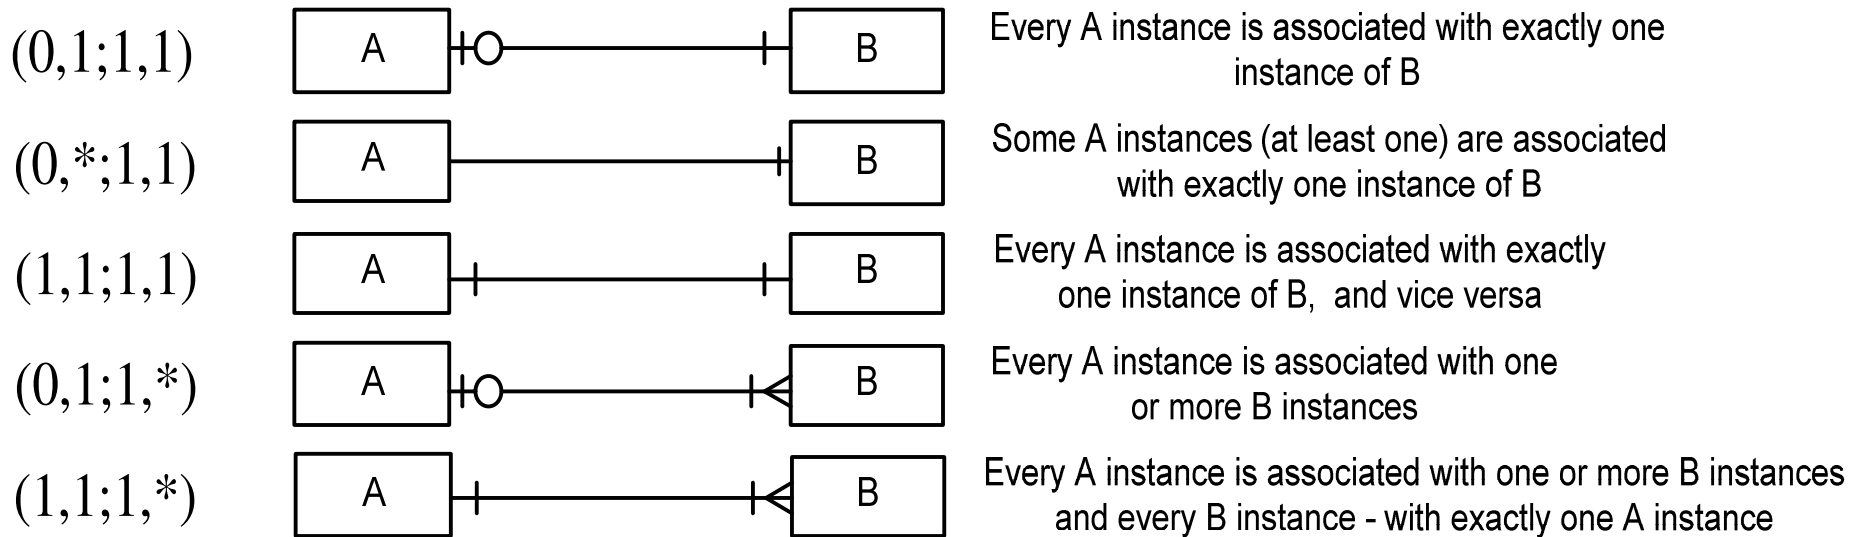 (0,1;1,1)
A
B
Every A instance is associated with exactly one
instance of B
(0,*;1,1)
A
B
Some A instances (at least one) are associated
with exactly one instance of B
(1,1;1,1)
A
B
Every A instance is associated with exactly
one instance of B, and vice versa
(0,1;1,*)
A
B
Every A instance is associated with one
or more B instances
(1,1;1,*)
A
B
Every A instance is associated with one or more B instances
and every B instance - with exactly one A instance